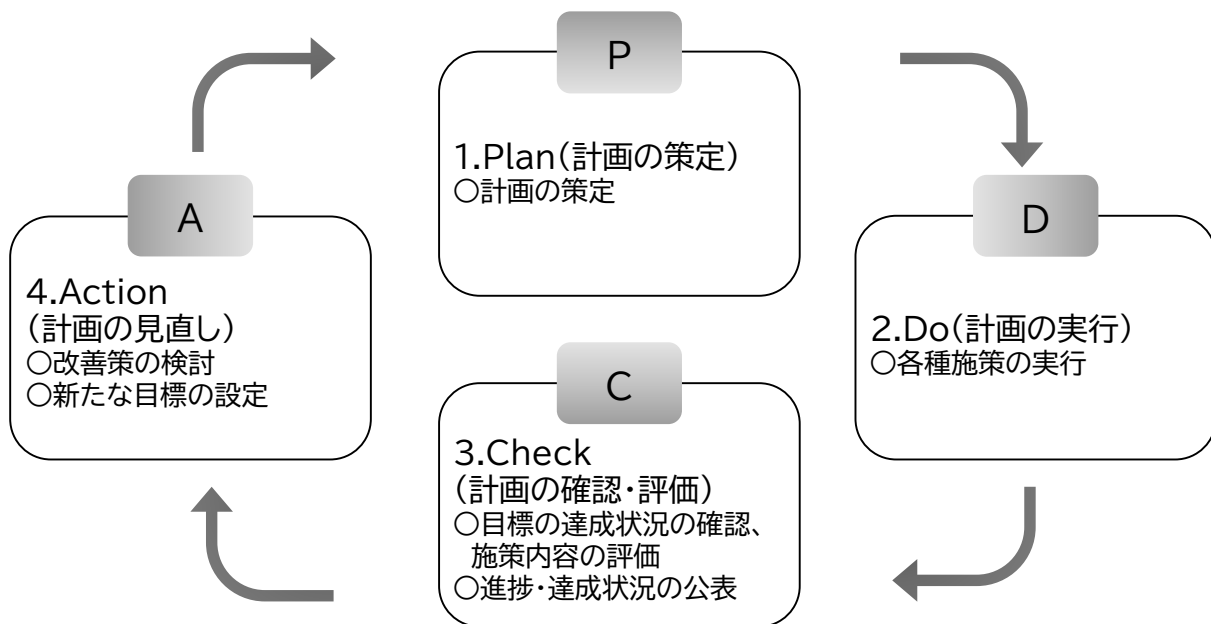 P
1.Plan(計画の策定)
○計画の策定
D
2.Do(計画の実行)
○各種施策の実行
C
3.Check
(計画の確認・評価)
○目標の達成状況の確認、
施策内容の評価
○進捗・達成状況の公表
A
4.Action
(計画の見直し)
○改善策の検討
○新たな目標の設定